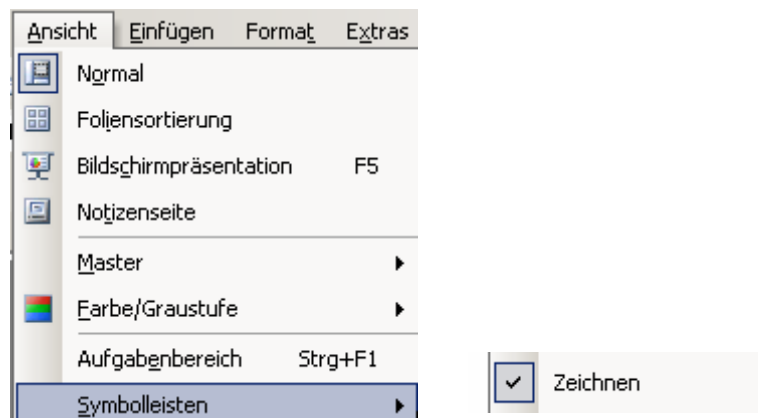 Ansicht Einfügen Format Extras
Normal
Foliensortierung
Bildschirmpräsentation F5
Notizenseite
Master
Farbe/Graustufe
Aufgabenbereich Strg+F1
Symbolleisten
Zeichnen